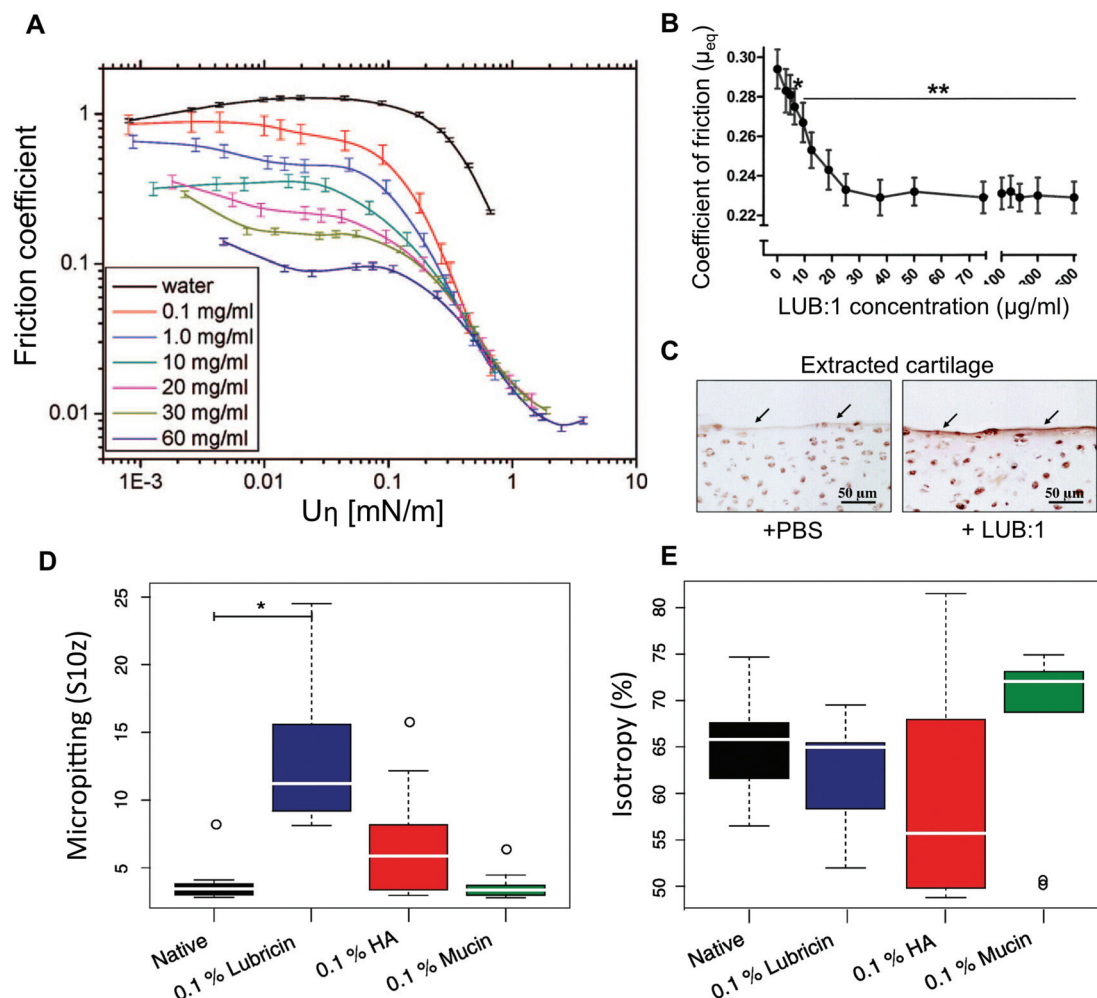 A
Friction coefficient
1
0.1
0.01
1E-3
0.01
0.1
1
10
Uη [mN/m]
water
0.1 mg/ml
1.0 mg/ml
10 mg/ml
20 mg/ml
30 mg/ml
60 mg/ml
B
Coefficient of friction (μeq)
0.30
0.28
0.26
0.24
0.22
*
**
0
10
20
30
40
50
60
70
100
300
500
LUB:1 concentration (μg/ml)
C
Extracted cartilage
50 μm
50 μm
+PBS
+ LUB:1
D
Micropitting (S10z)
25
20
15
10
5
*
Native
0.1 % Lubricin
0.1 % HA
0.1 % Mucin
E
Isotropy (%)
80
75
70
65
60
55
50
Native
0.1 % Lubricin
0.1 % HA
0.1 % Mucin